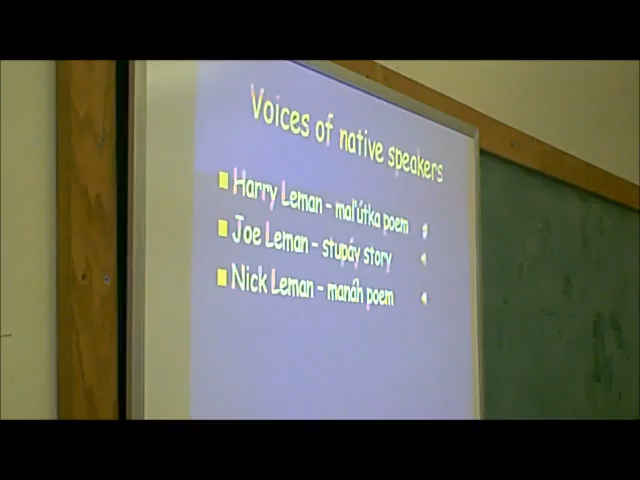 Voices of native speakers
Harry Leman – mal'útka poem
Joe Leman – stupáy story
Nick Leman – manáh poem